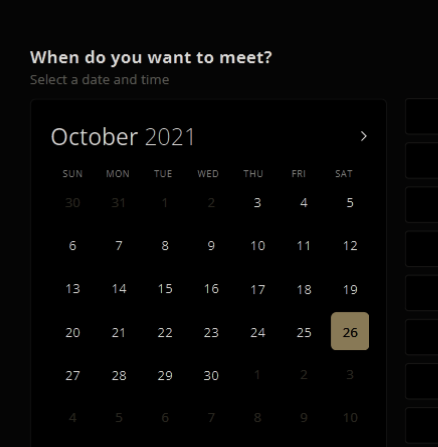 When do you want to meet?
Select a date and time
October 2021
SUN MON TUE WED THU FRI SAT
30 31 1 2 3 4 5
6 7 8 9 10 11 12
13 14 15 16 17 18 19
20 21 22 23 24 25 26
27 28 29 30 1 2 3
4 5 6 7 8 9 10